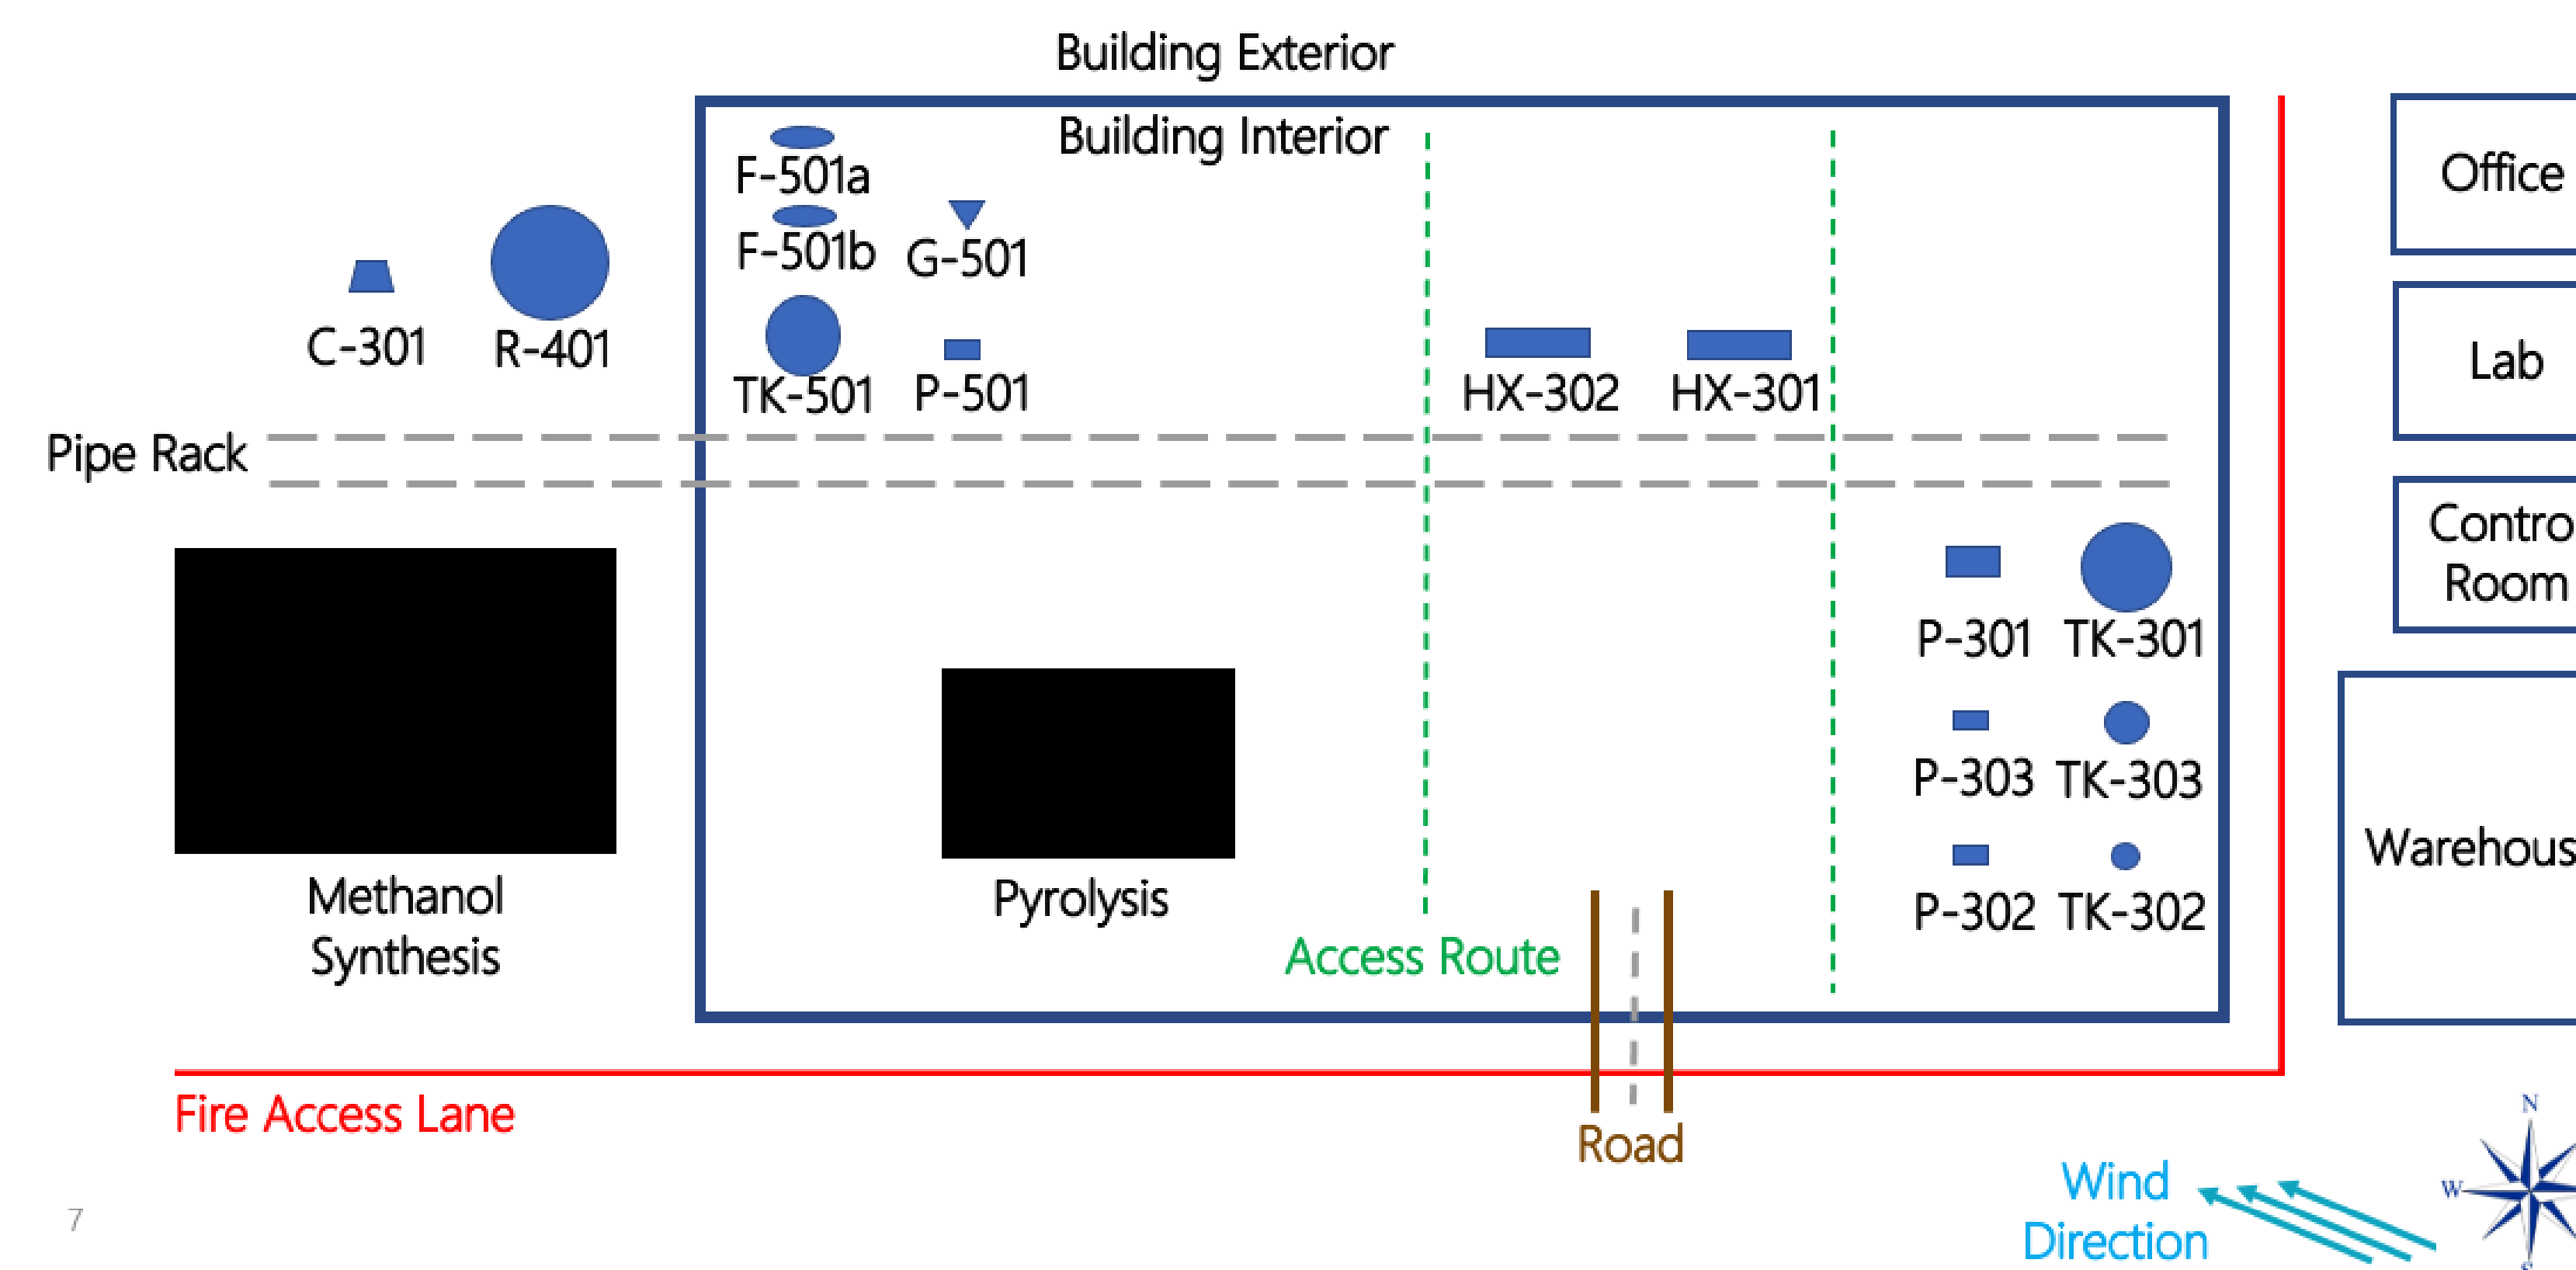 Building Exterior
Building Interior
F-501a
F-501b
G-501
C-301
R-401
TK-501
P-501
HX-302
HX-301
Pipe Rack
Office
Lab
Contro
Room
P-301
TK-301
P-303
TK-303
P-302
TK-302
Warehous
Methanol
Synthesis
Pyrolysis
Access Route
Fire Access Lane
Road
Wind
Direction
N
W
S
7